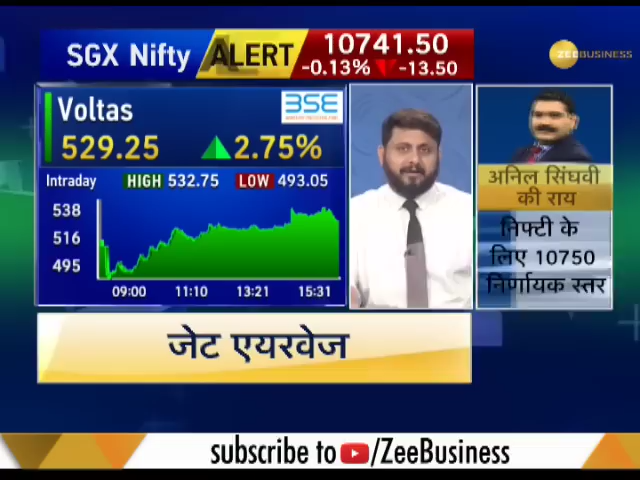 SGX Nifty
ALERT
10741.50
-0.13% -13.50
ZEE BUSINESS
Voltas
BSE
529.25
2.75%
Intraday HIGH 532.75 LOW 493.05
538
516
495
09:00 11:10 13:21 15:31
अनिल सिंघवी
की राय
निफ्टी के
लिए 10750
निर्णायक स्तर
जेट एयरवेज
subscribe to /ZeeBusiness